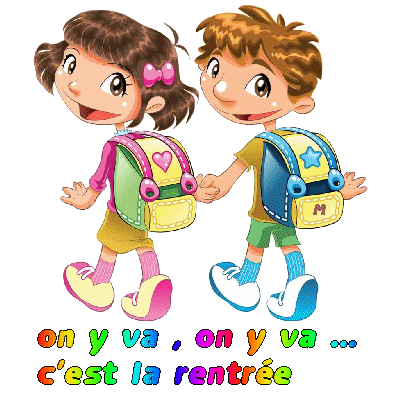 M
on y va , on y va ...
c'est la rentrée